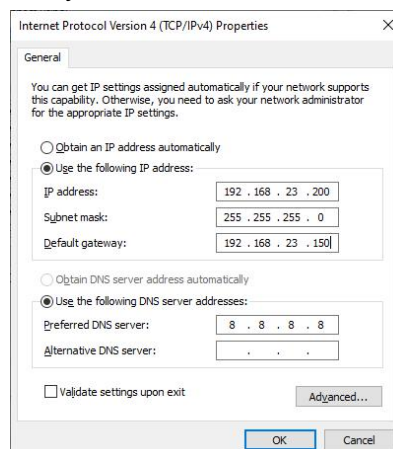 Internet Protocol Version 4 (TCP/IPv4) Properties
General
You can get IP settings assigned automatically if your network supports
this capability. Otherwise, you need to ask your network administrator
for the appropriate IP settings.
Obtain an IP address automatically
Use the following IP address:
IP address: 192 . 168 . 23 . 200
Subnet mask: 255 . 255 . 255 . 0
Default gateway: 192 . 168 . 23 . 150
Obtain DNS server address automatically
Use the following DNS server addresses:
Preferred DNS server: 8 . 8 . 8 . 8
Alternative DNS server: . . .
Validate settings upon exit
Advanced...
OK Cancel